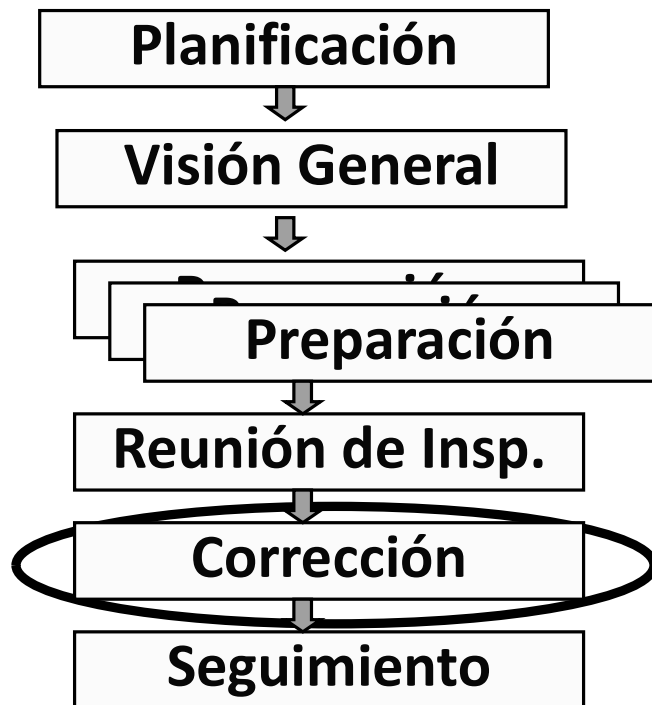 Planificación
Visión General
Preparación
Reunión de Insp.
Corrección
Seguimiento